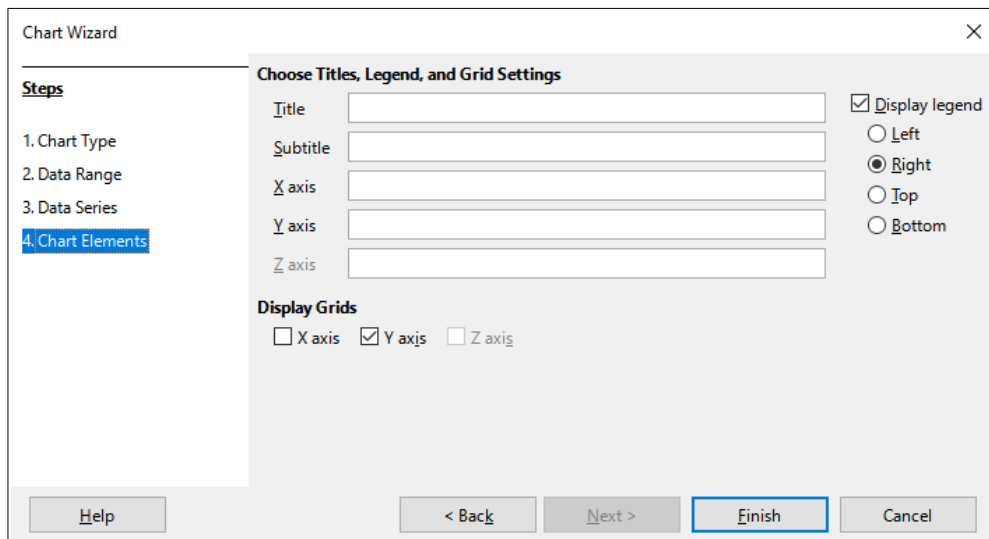 Chart Wizard
Steps
1. Chart Type
2. Data Range
3. Data Series
4. Chart Elements
Choose Titles, Legend, and Grid Settings
Title
Subtitle
X axis
Y axis
Z axis
Display legend
Left
Right
Top
Bottom
Display Grids
X axis Y axis Z axis
Help < Back Next > Finish Cancel